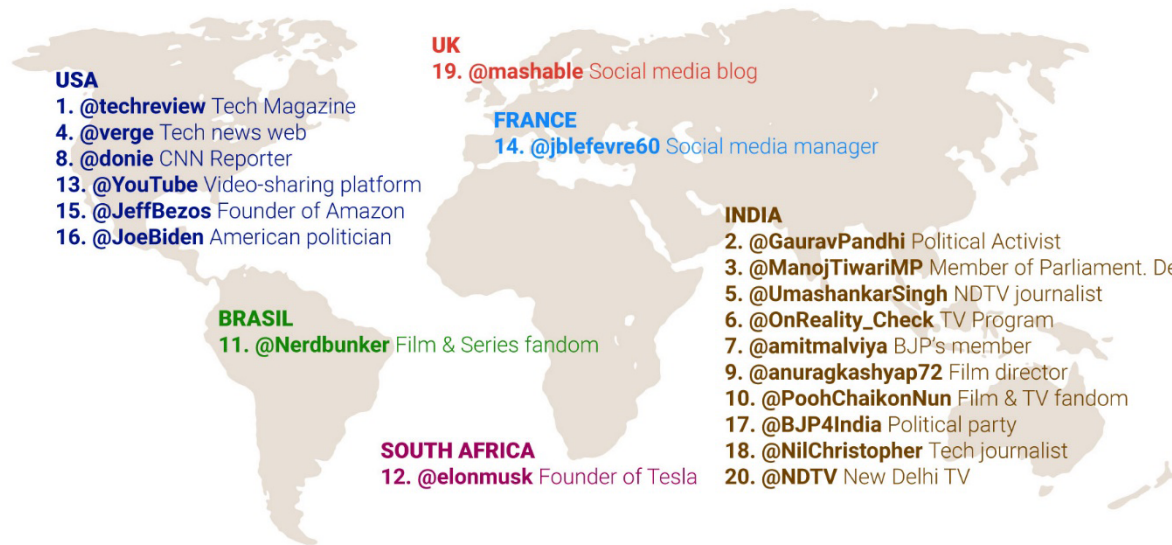 USA
1. @techreview Tech Magazine
4. @verge Tech news web
8. @donie CNN Reporter
13. @YouTube Video-sharing platform
15. @JeffBezos Founder of Amazon
16. @JoeBiden American politician
UK
19. @mashable Social media blog
FRANCE
14. @jblefevre60 Social media manager
BRASIL
11. @Nerdbunker Film & Series fandom
SOUTH AFRICA
12. @elonmusk Founder of Tesla
INDIA
2. @GauravPandhi Political Activist
3. @ManojTiwariMP Member of Parliament. De
5. @UmashankarSingh NDTV journalist
6. @OnReality_Check TV Program
7. @amitmalviya BJP's member
9. @anuragkashyap72 Film director
10. @PoohChaikonNun Film & TV fandom
17. @BJP4India Political party
18. @NilChristopher Tech journalist
20. @NDTV New Delhi TV